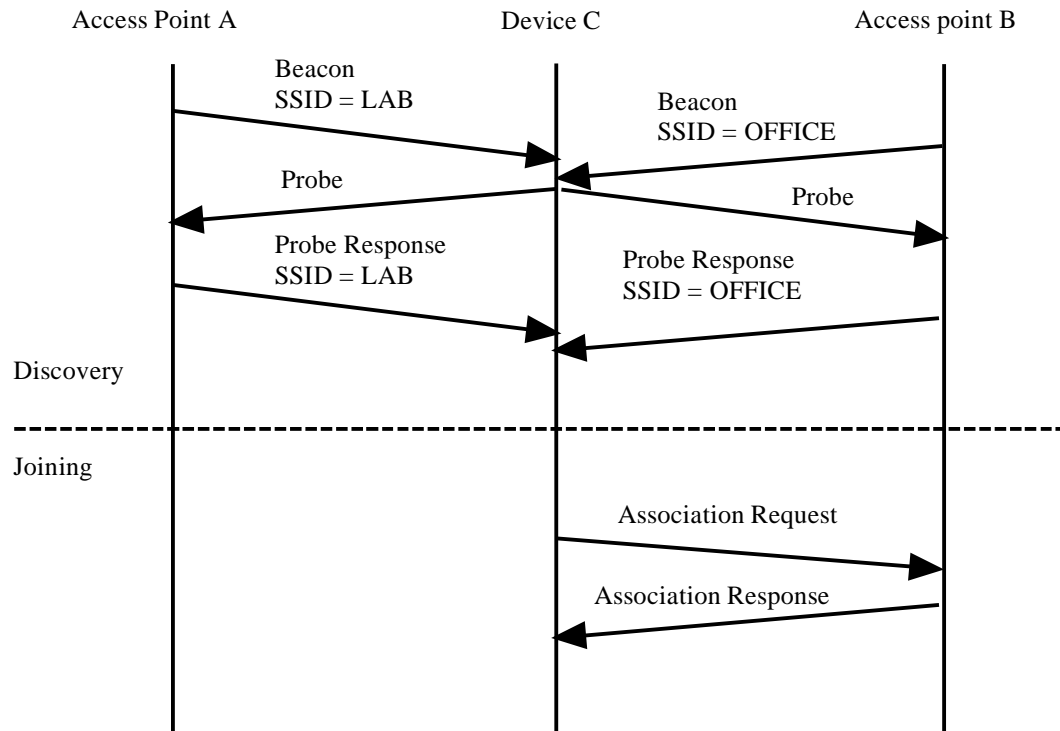 Access Point A
Device C
Access point B
Beacon
SSID = LAB
Beacon
SSID = OFFICE
Probe
Probe
Probe Response
SSID = LAB
Probe Response
SSID = OFFICE
Discovery
Joining
Association Request
Association Response